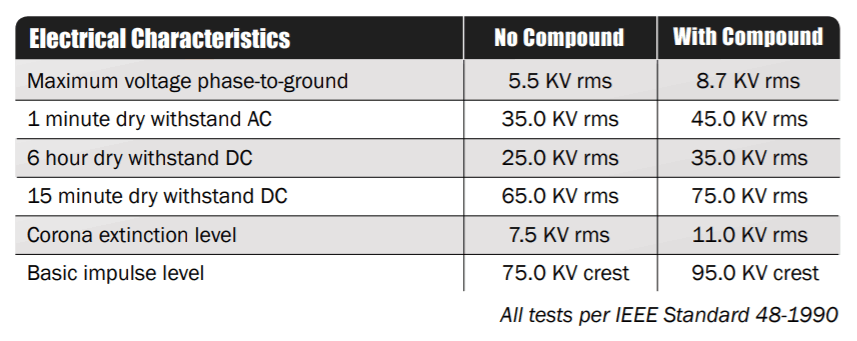 Electrical Characteristics No Compound With Compound
Maximum voltage phase-to-ground 5.5 KV rms 8.7 KV rms
1 minute dry withstand AC 35.0 KV rms 45.0 KV rms
6 hour dry withstand DC 25.0 KV rms 35.0 KV rms
15 minute dry withstand DC 65.0 KV rms 75.0 KV rms
Corona extinction level 7.5 KV rms 11.0 KV rms
Basic impulse level 75.0 KV crest 95.0 KV crest
All tests per IEEE Standard 48-1990